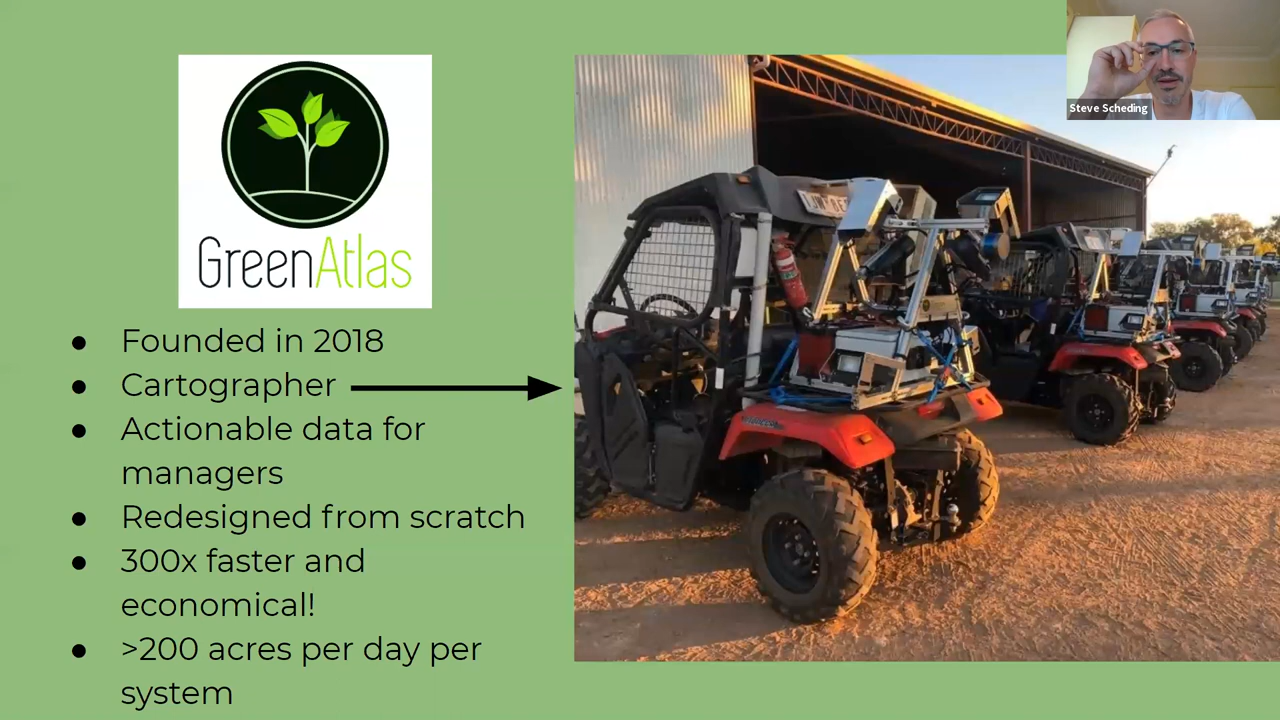 Steve Scheding
GreenAtlas
● Founded in 2018
● Cartographer
● Actionable data for
managers
● Redesigned from scratch
● 300x faster and
economical!
● >200 acres per day per
system